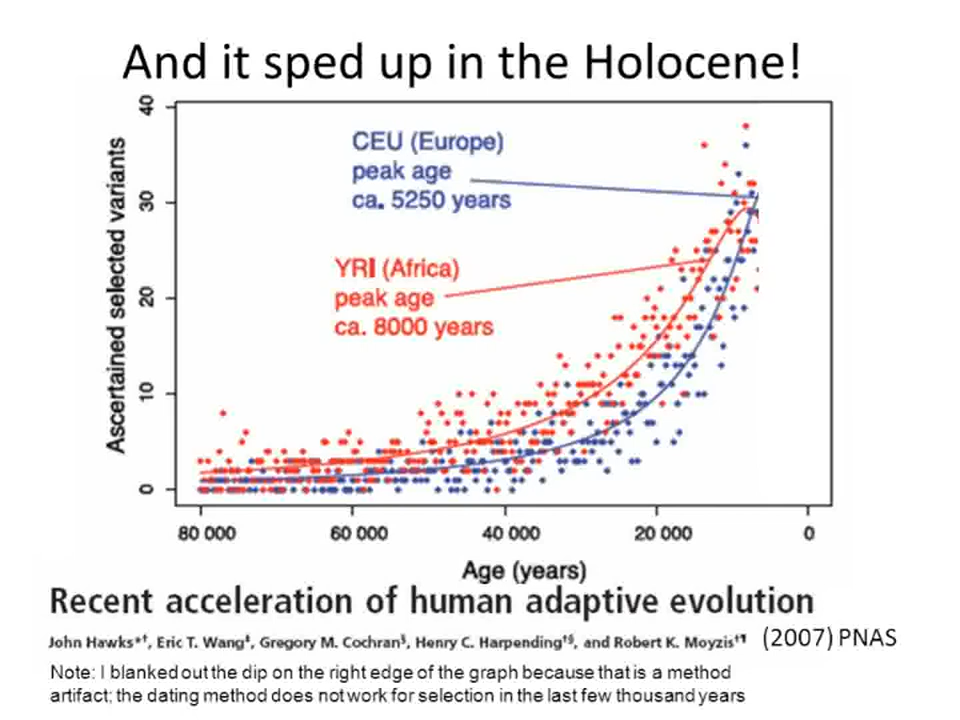 And it sped up in the Holocene!
40
30
20
10
0
Ascertained selected variants
CEU (Europe)
peak age
ca. 5250 years
YRI (Africa)
peak age
ca. 8000 years
80 000 60 000 40 000 20 000 0
Age (years)
Recent acceleration of human adaptive evolution
John Hawks*†, Eric T. Wang‡, Gregory M. Cochran§, Henry C. Harpending†§, and Robert K. Moyzis†¶ (2007) PNAS
Note: I blanked out the dip on the right edge of the graph because that is a method
artifact; the dating method does not work for selection in the last few thousand years